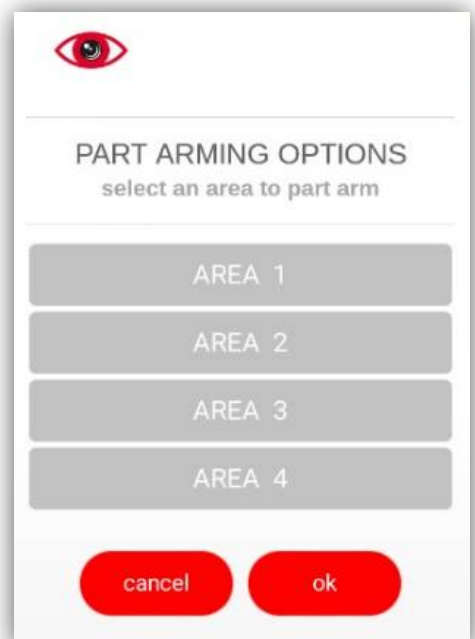 PART ARMING OPTIONS
select an area to part arm
AREA 1
AREA 2
AREA 3
AREA 4
cancel ok